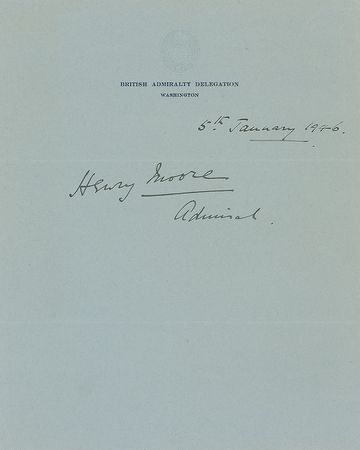 BRITISH ADMIRALTY DELEGATION
WASHINGTON
5th January 1946.
Henry Moore
Admiral.